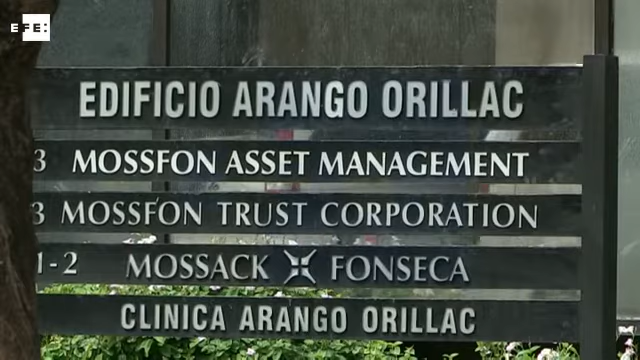 EFE:
EDIFICIO ARANGO ORILLAC
3 MOSSFON ASSET MANAGEMENT
3 MOSSFON TRUST CORPORATION
1-2 MOSSACK FONSECA
CLINICA ARANGO ORILLAC